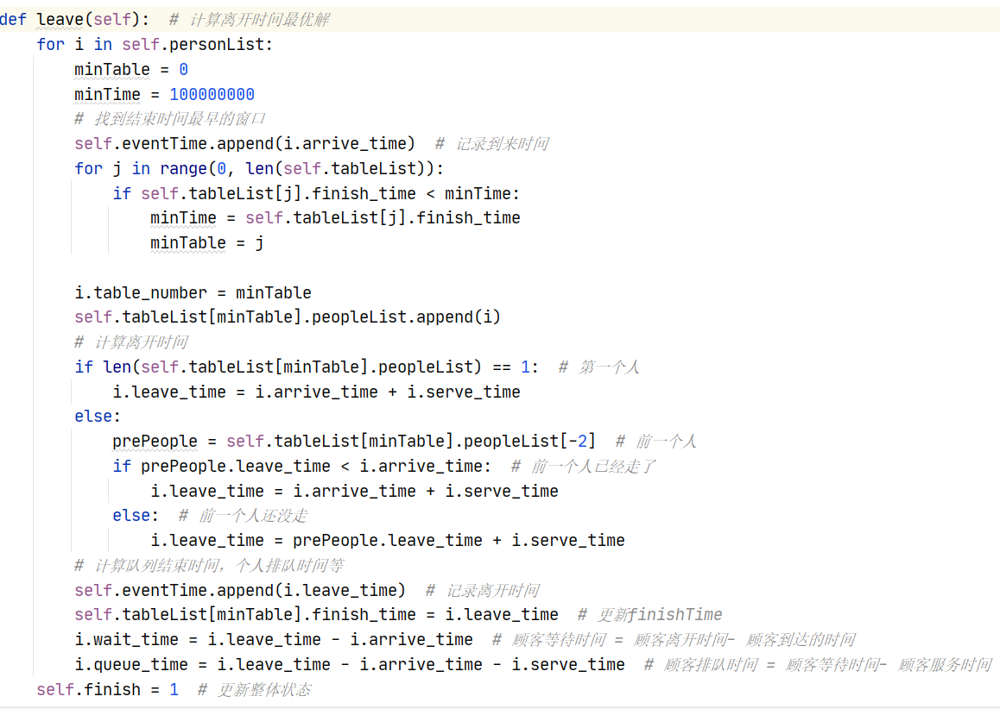 def leave(self):  # 计算离开时间最优解
    for i in self.personList:
        minTable = 0
        minTime = 100000000
        # 找到结束时间最早的窗口
        self.eventTime.append(i.arrive_time)  # 记录到来时间
        for j in range(0, len(self.tableList)):
            if self.tableList[j].finish_time < minTime:
                minTime = self.tableList[j].finish_time
                minTable = j

        i.table_number = minTable
        self.tableList[minTable].peopleList.append(i)
        # 计算离开时间
        if len(self.tableList[minTable].peopleList) == 1:  # 第一个人
            i.leave_time = i.arrive_time + i.serve_time
        else:
            prePeople = self.tableList[minTable].peopleList[-2]  # 前一个人
            if prePeople.leave_time < i.arrive_time:  # 前一个人已经走了
                i.leave_time = i.arrive_time + i.serve_time
            else:  # 前一个人还没走
                i.leave_time = prePeople.leave_time + i.serve_time
        # 计算队列结束时间，个人排队时间等
        self.eventTime.append(i.leave_time)  # 记录离开时间
        self.tableList[minTable].finish_time = i.leave_time  # 更新finishTime
        i.wait_time = i.leave_time - i.arrive_time  # 顾客等待时间 = 顾客离开时间- 顾客到达的时间
        i.queue_time = i.leave_time - i.arrive_time - i.serve_time  # 顾客排队时间 = 顾客等待时间- 顾客服务时间
    self.finish = 1  # 更新整体状态